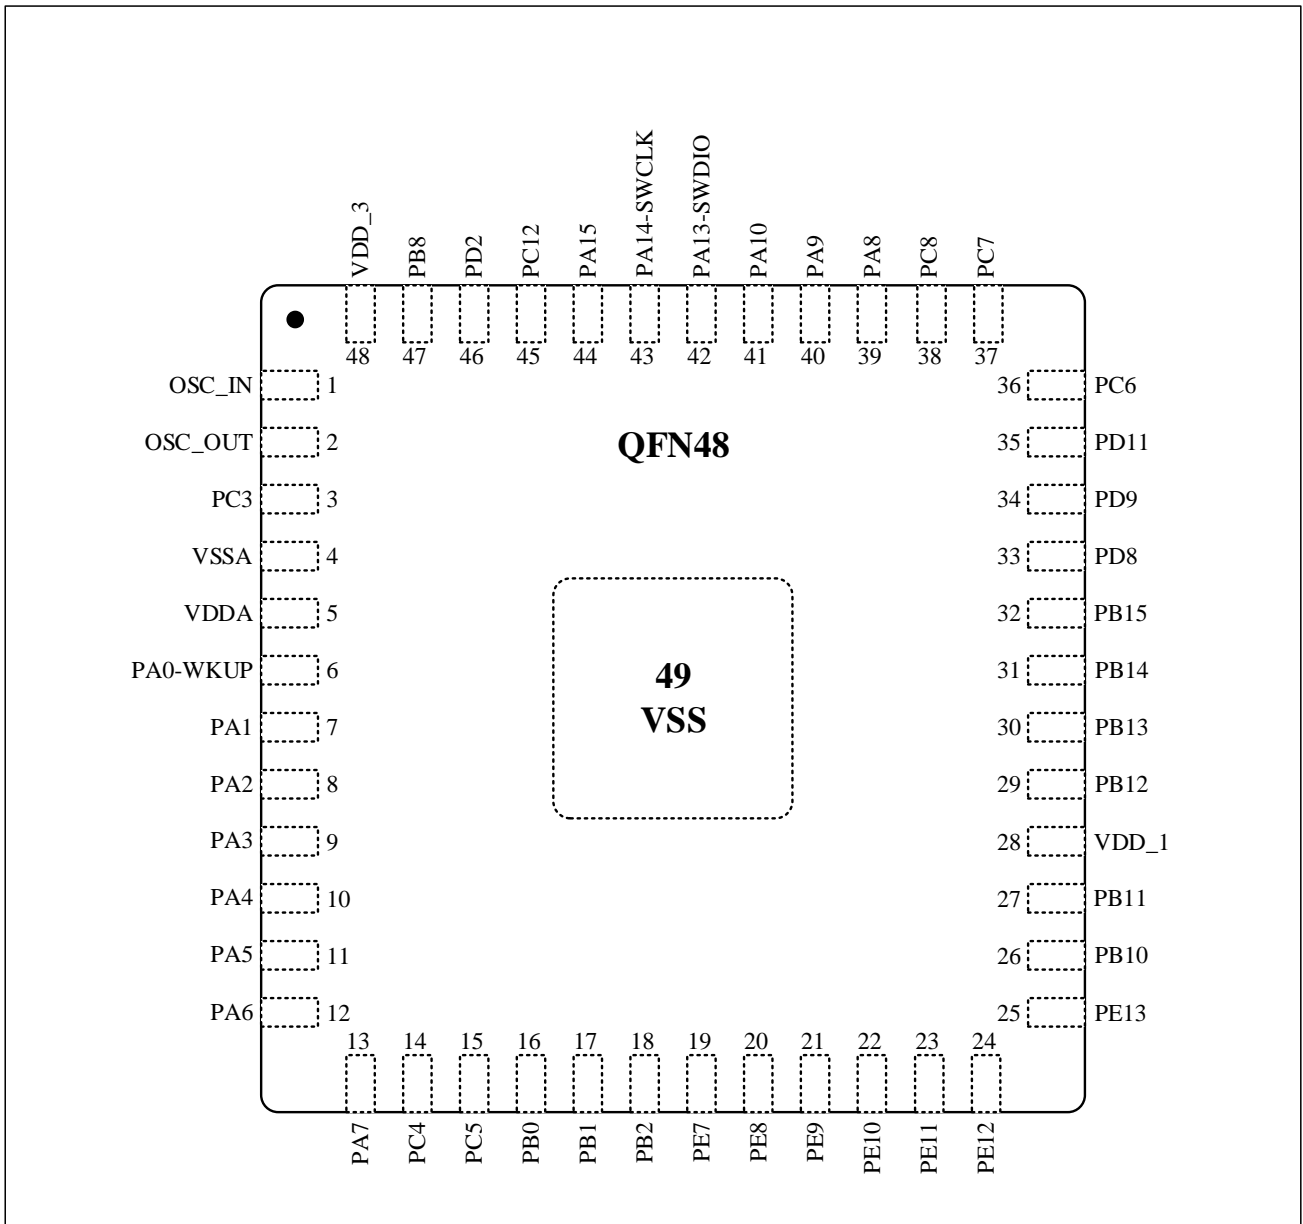 VDD_3
PB8
PD2
PC12
PA15
PA14-SWCLK
PA13-SWDIO
PA10
PA9
PA8
PC8
PC7
48 47 46 45 44 43 42 41 40 39 38 37
OSC_IN 1 36 PC6
OSC_OUT 2 QFN48 35 PD11
PC3 3 34 PD9
VSSA 4 33 PD8
VDDA 5 32 PB15
PA0-WKUP 6 49 31 PB14
VSS
PA1 7 30 PB13
PA2 8 29 PB12
PA3 9 28 VDD_1
PA4 10 27 PB11
PA5 11 26 PB10
PA6 12 25 PE13
13 14 15 16 17 18 19 20 21 22 23 24
PA7
PC4
PC5
PB0
PB1
PB2
PE7
PE8
PE9
PE10
PE11
PE12